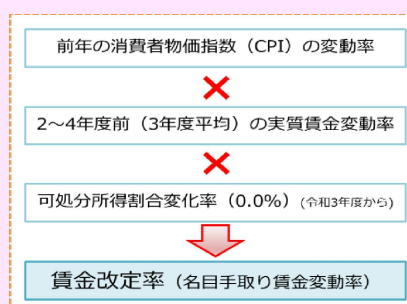 前年の消費者物価指数（CPI）の変動率
×
2～4年度前（3年度平均）の実質賃金変動率
×
可処分所得割合変化率（0.0%）(令和3年度から)
賃金改定率（名目手取り賃金変動率）